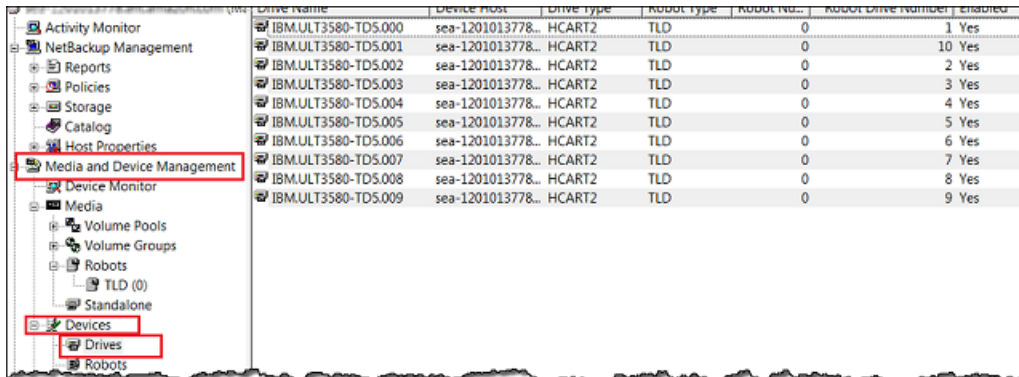 Drive Name Device Host Drive Type Robot Type Robot Nu... Robot Drive Number Enabled
Activity Monitor
NetBackup Management
Reports
Policies
Storage
Catalog
Host Properties
Media and Device Management
Device Monitor
Media
Volume Pools
Volume Groups
Robots
TLD (0)
Standalone
Devices
Drives
Robots
IBM.ULT3580-TD5.000 sea-1201013778... HCART2 TLD 0 1 Yes
IBM.ULT3580-TD5.001 sea-1201013778... HCART2 TLD 0 10 Yes
IBM.ULT3580-TD5.002 sea-1201013778... HCART2 TLD 0 2 Yes
IBM.ULT3580-TD5.003 sea-1201013778... HCART2 TLD 0 3 Yes
IBM.ULT3580-TD5.004 sea-1201013778... HCART2 TLD 0 4 Yes
IBM.ULT3580-TD5.005 sea-1201013778... HCART2 TLD 0 5 Yes
IBM.ULT3580-TD5.006 sea-1201013778... HCART2 TLD 0 6 Yes
IBM.ULT3580-TD5.007 sea-1201013778... HCART2 TLD 0 7 Yes
IBM.ULT3580-TD5.008 sea-1201013778... HCART2 TLD 0 8 Yes
IBM.ULT3580-TD5.009 sea-1201013778... HCART2 TLD 0 9 Yes